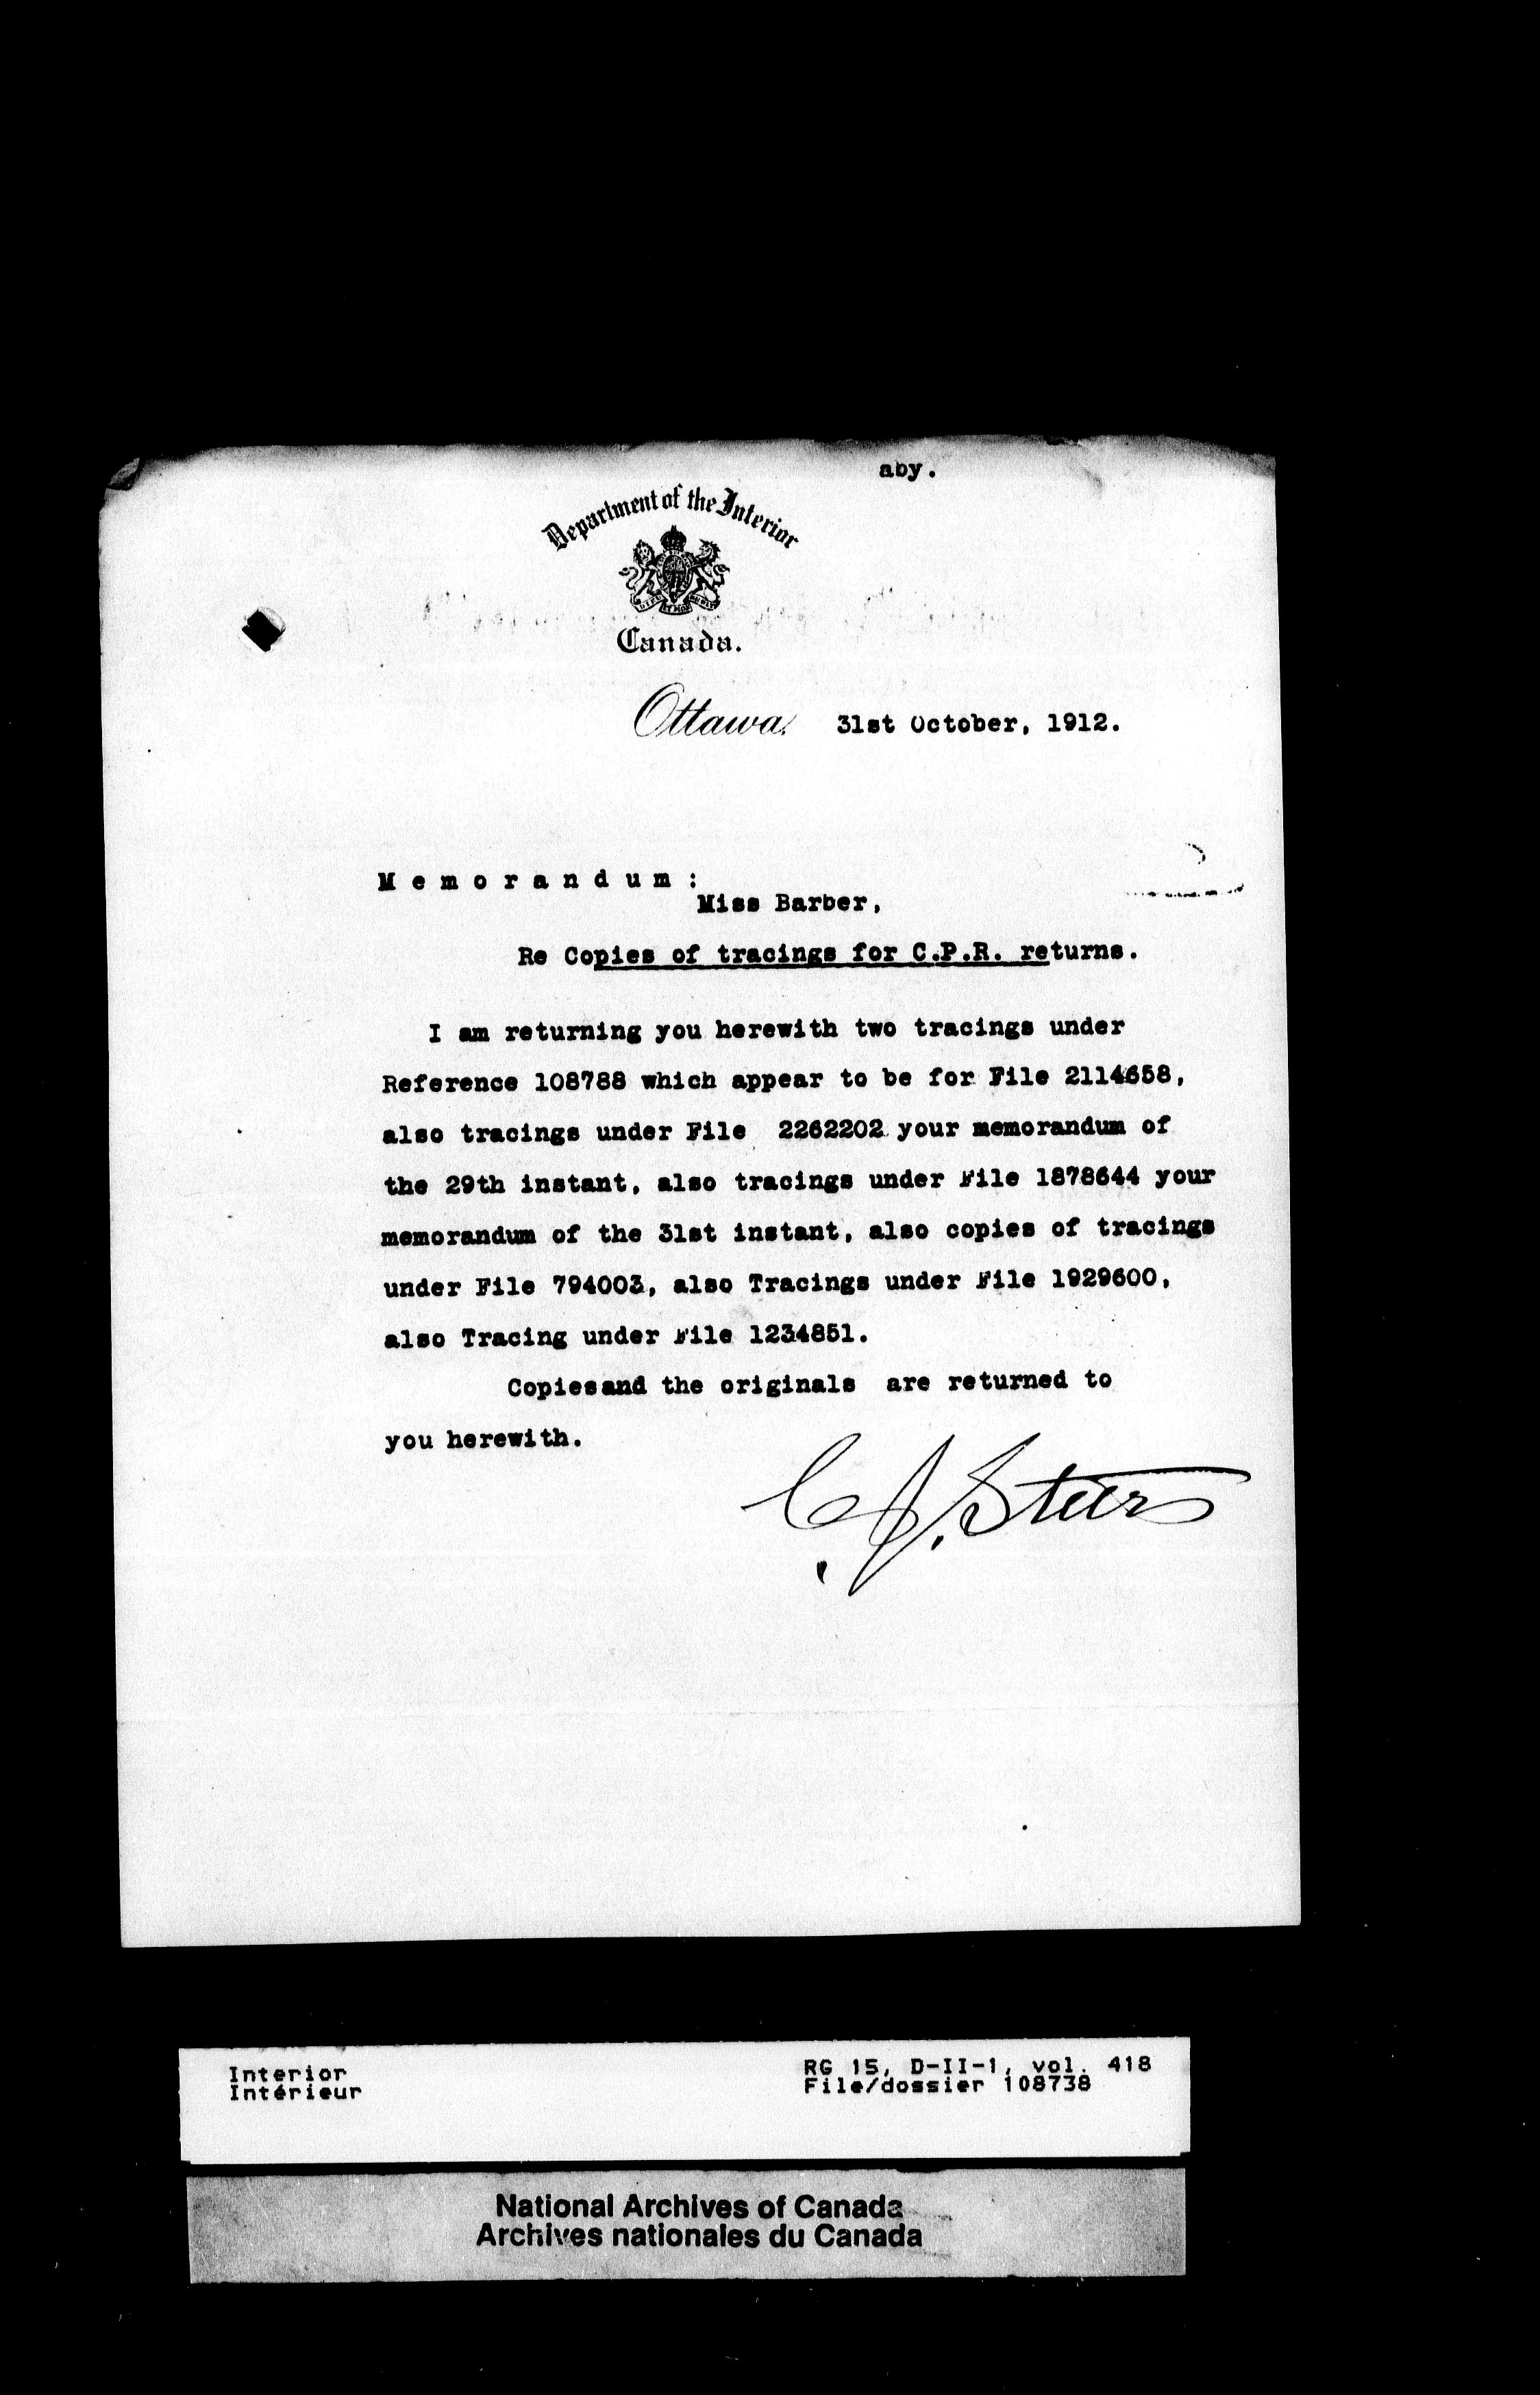 aby.
Department of the Interior
Canada.
Ottawa, 31st October, 1912.
Memorandum:
Miss Barber,
Re Copies of tracings for C.P.R. returns.
I am returning you herewith two tracings under
Reference 108788 which appear to be for File 2114658,
also tracings under File 2262202 your memorandum of
the 29th instant, also tracings under File 1878644 your
memorandum of the 31st instant, also copies of tracings
under File 794003, also Tracings under File 1929600,
also Tracing under File 1234851.
Copiesand the originals are returned to
you herewith.
C. J. Steers
Interior
Intérieur
RG 15, D-II-1, vol. 418
File/dossier 108738
National Archives of Canada
Archives nationales du Canada